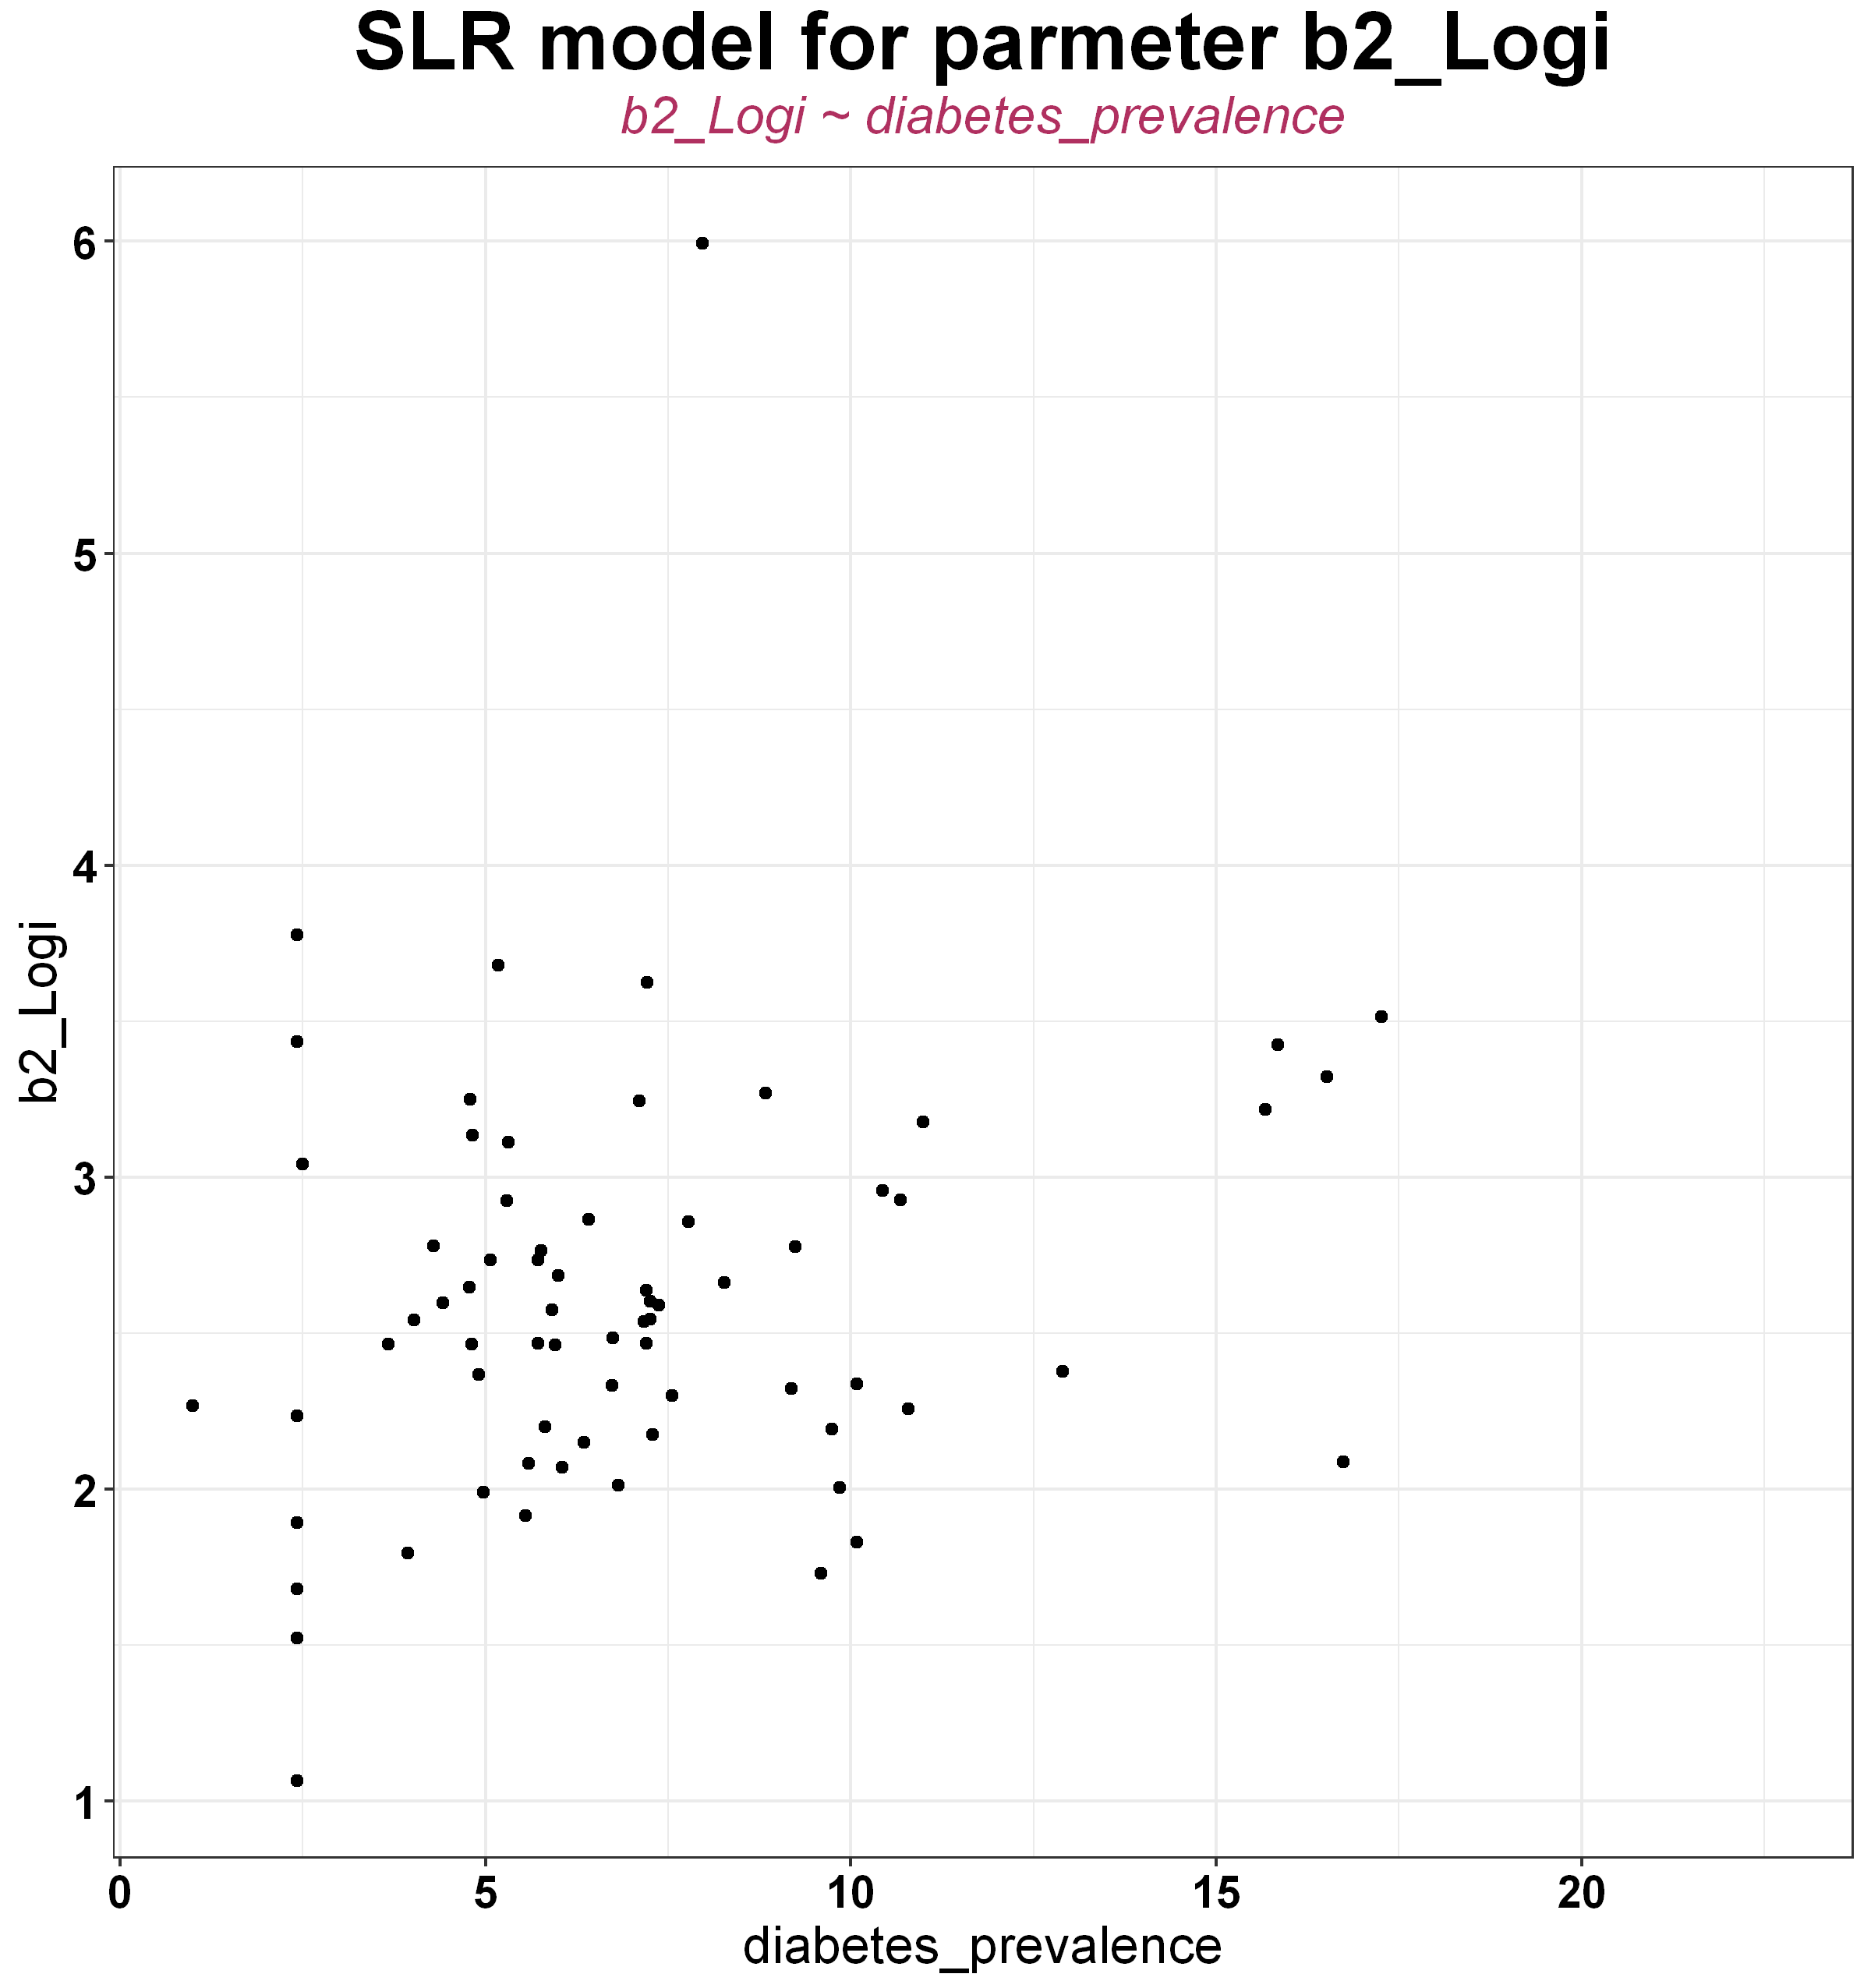 SLR model for parmeter b2_Logi
b2_Logi ~ diabetes_prevalence
6
5
4
3
2
1
b2_Logi
0 5 10 15 20
diabetes_prevalence